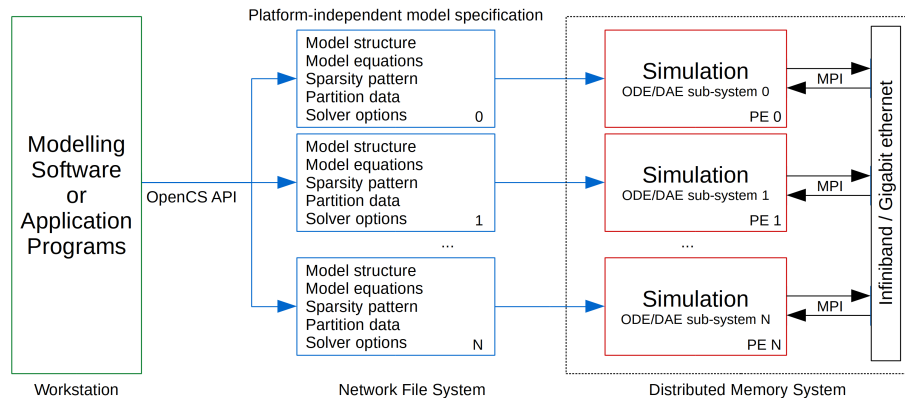 Platform-independent model specification
Modelling
Software
or
Application
Programs
OpenCS API
Model structure
Model equations
Sparsity pattern
Partition data
Solver options 0
Simulation
ODE/DAE sub-system 0
PE 0
MPI
Model structure
Model equations
Sparsity pattern
Partition data
Solver options 1
Simulation
ODE/DAE sub-system 1
PE 1
MPI
...
...
Model structure
Model equations
Sparsity pattern
Partition data
Solver options N
Simulation
ODE/DAE sub-system N
PE N
MPI
Infiniband / Gigabit ethernet
Workstation
Network File System
Distributed Memory System